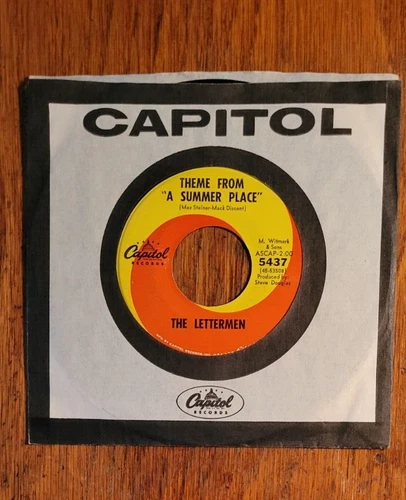 CAPITOL
THEME FROM
"A SUMMER PLACE"
(Max Steiner-Mack Discant)
Capitol
RECORDS
M. Witmark
& Sons
ASCAP-2:00
5437
(45-53508)
Produced by
Steve Douglas
THE LETTERMEN
Capitol
RECORDS